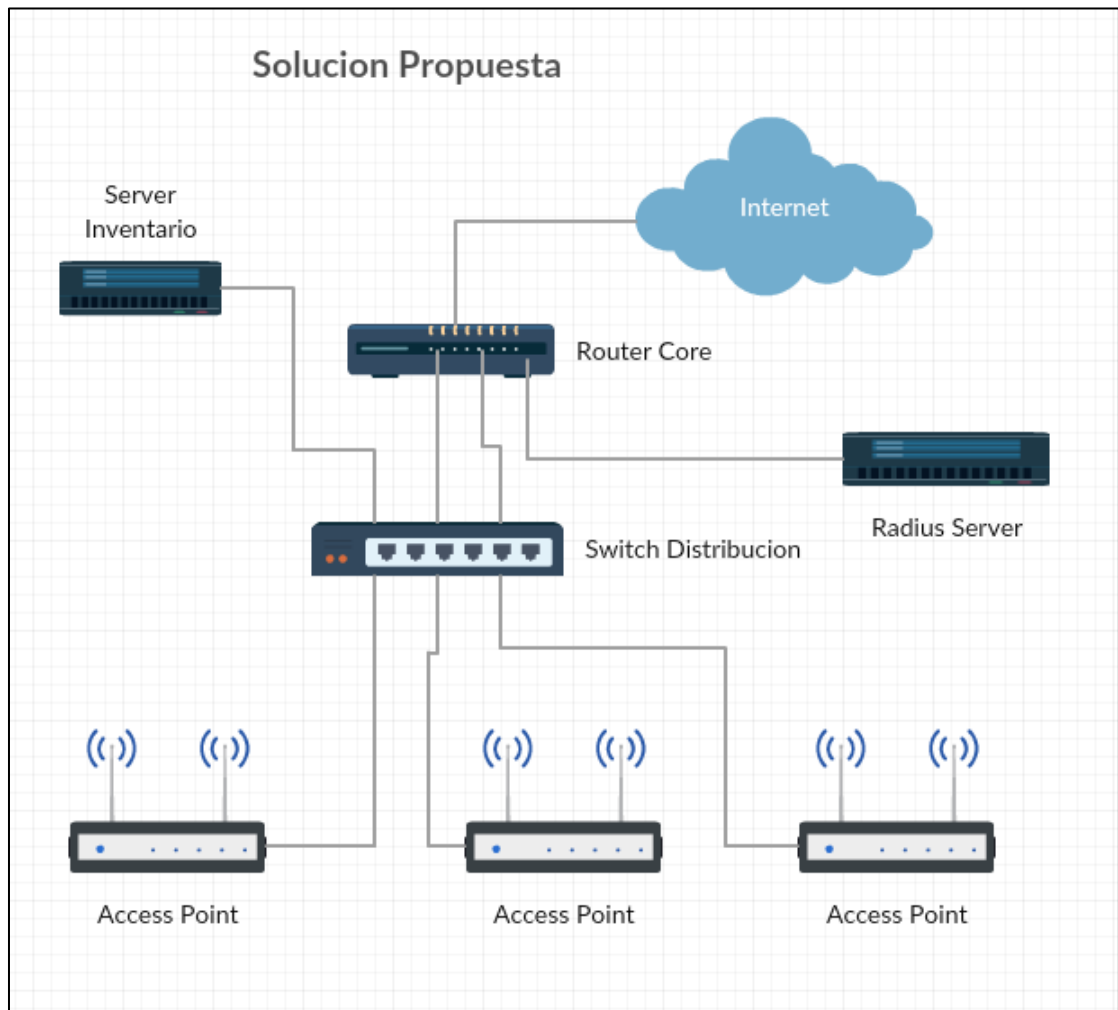 Solucion Propuesta
Server
Inventario
Internet
Router Core
Radius Server
Switch Distribucion
Access Point
Access Point
Access Point